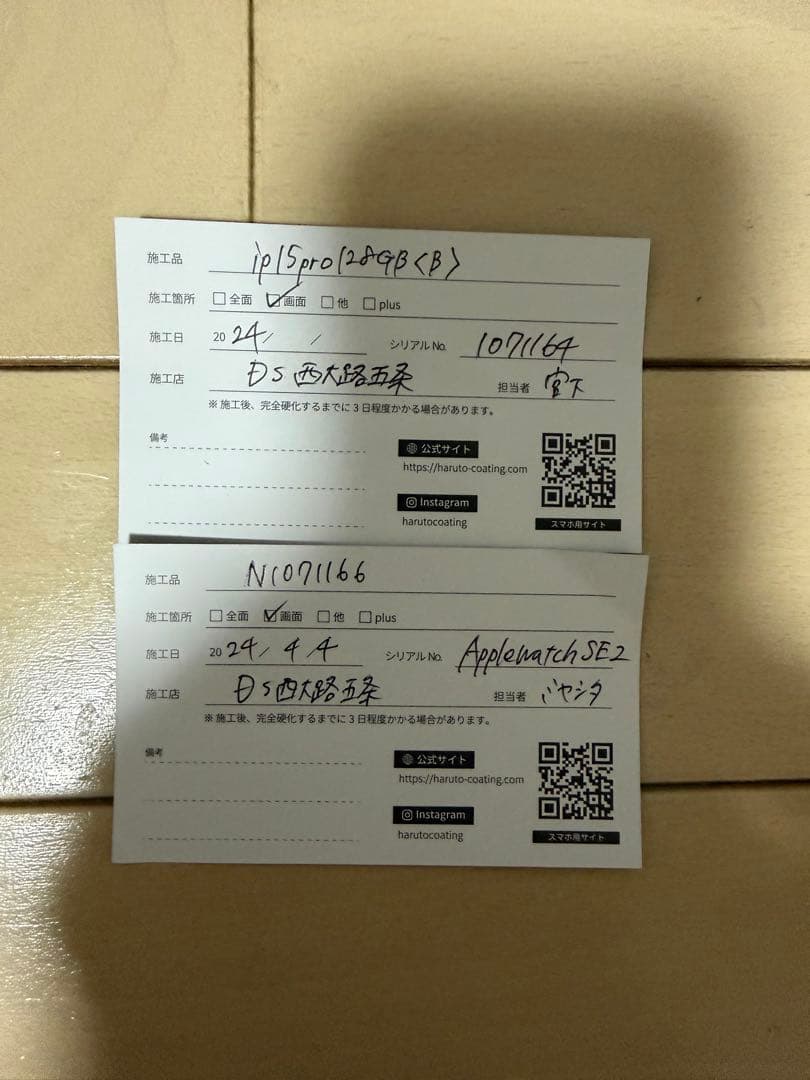 施工品 ip15pro128GB<B>
施工箇所 □全面 ☑画面 □他 □plus
施工日 2024/ / シリアルNo. 1071164
施工店 DS西大路五条 担当者 宮下
※施工後、完全硬化するまでに3日程度かかる場合があります。
備考
公式サイト
https://haruto-coating.com
Instagram
harutocoating
スマホ用サイト
施工品 N1071166
施工箇所 □全面 ☑画面 □他 □plus
施工日 2024/4/4 シリアルNo. AppleWatchSE2
施工店 DS西大路五条 担当者 ミヤシタ
※施工後、完全硬化するまでに3日程度かかる場合があります。
備考
公式サイト
https://haruto-coating.com
Instagram
harutocoating
スマホ用サイト